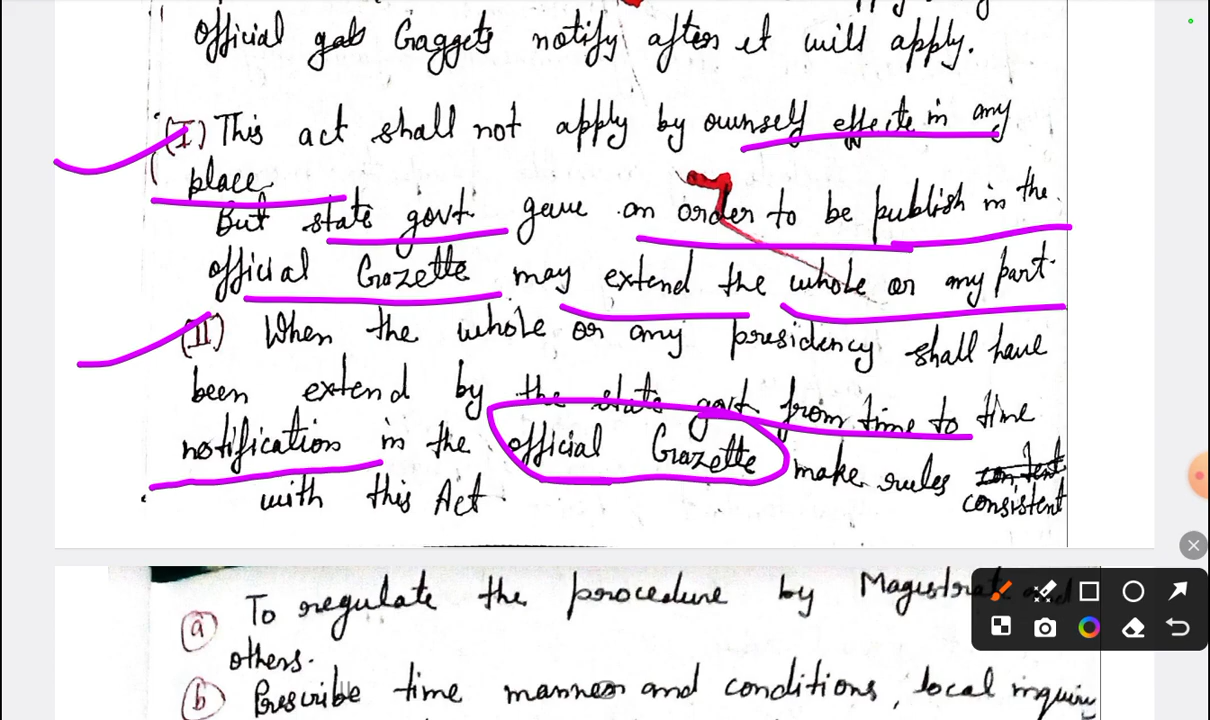 official Gaggets notify after it will apply.
(I) This act shall not apply by ownself effects in any
place
But state govt. gave an order to be publish in the
official Gazette may extend the whole or any part.
(II) When the whole or any presidency shall have
been extend by the state govt from time to time
notification in the official Gazette make rules
consistent
with this Act.
(a) To regulate the procedure by Magistrate and
others.
(b) Prescribe time manner and conditions, local inquiry